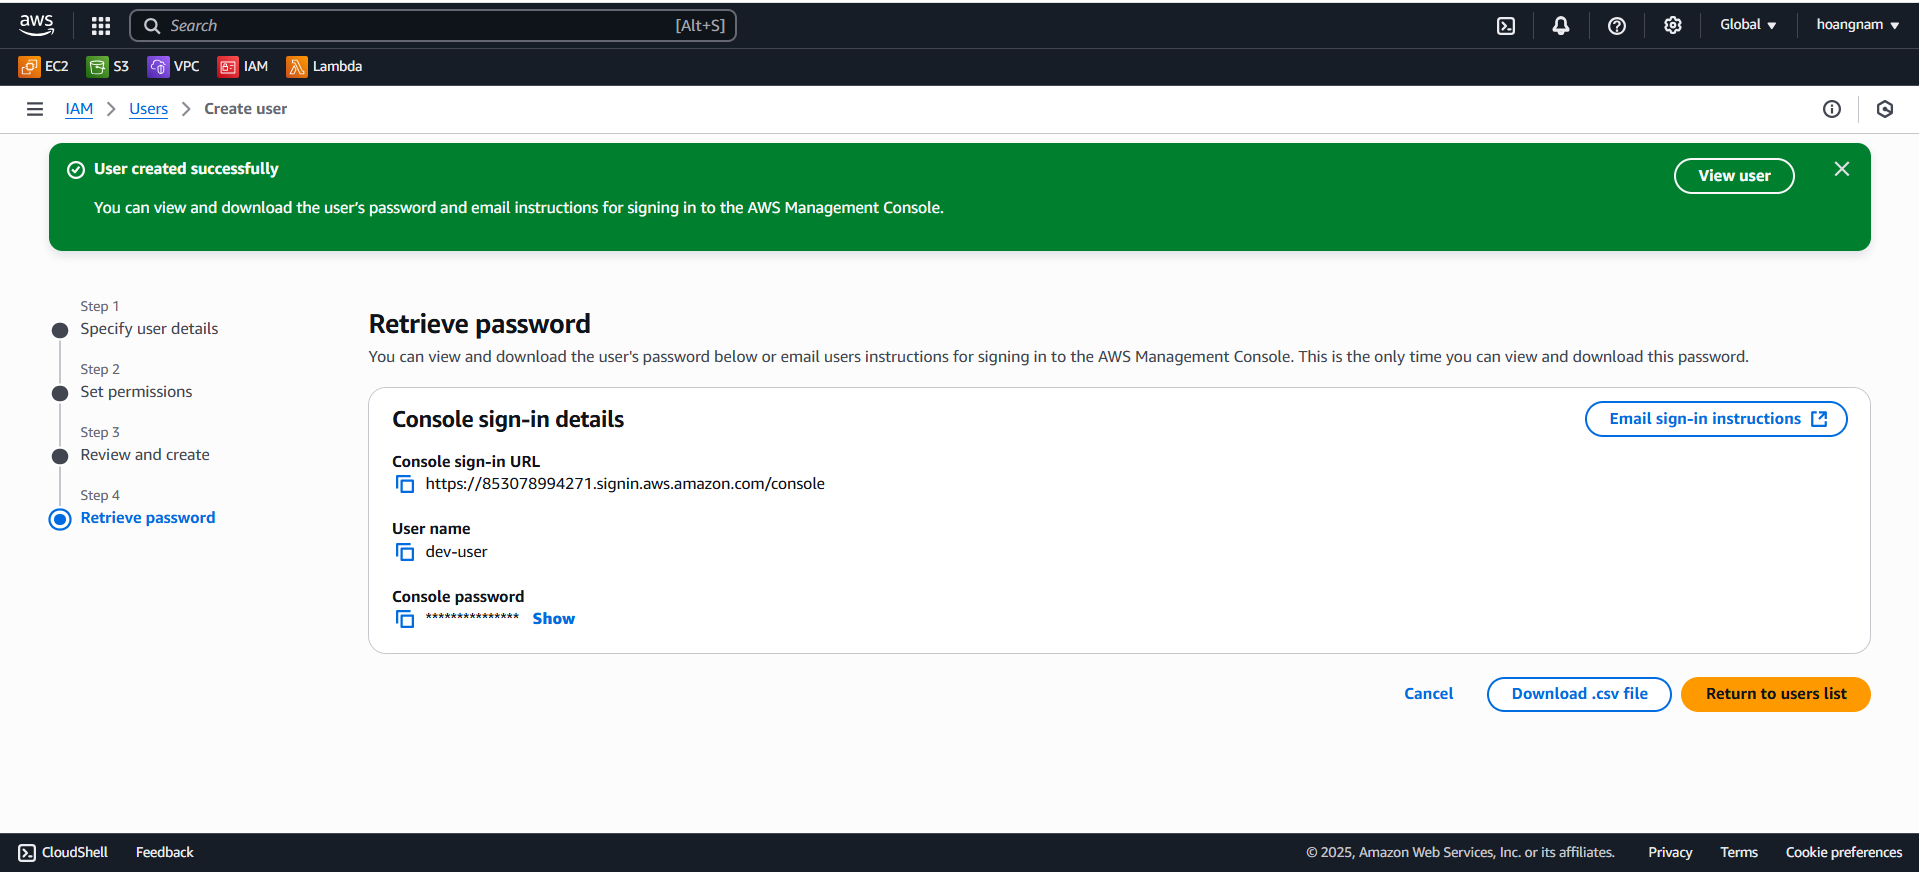 aws
Search
[Alt+S]
Global
hoangnam
EC2
S3
VPC
IAM
Lambda
IAM
Users
Create user
User created successfully
You can view and download the user's password and email instructions for signing in to the AWS Management Console.
View user
Step 1
Specify user details
Step 2
Set permissions
Step 3
Review and create
Step 4
Retrieve password
Retrieve password
You can view and download the user's password below or email users instructions for signing in to the AWS Management Console. This is the only time you can view and download this password.
Console sign-in details
Email sign-in instructions
Console sign-in URL
https://853078994271.signin.aws.amazon.com/console
User name
dev-user
Console password
*************** Show
Cancel
Download .csv file
Return to users list
CloudShell
Feedback
© 2025, Amazon Web Services, Inc. or its affiliates.
Privacy
Terms
Cookie preferences